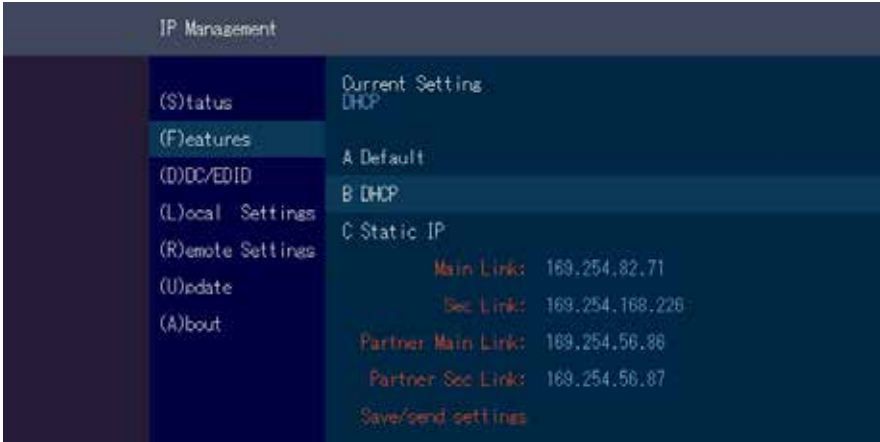 IP Management
(S)tatus
(F)eatures
(D)DC/EDID
(L)ocal Settings
(R)emote Settings
(U)pdate
(A)bout
Current Setting
DHCP
A Default
B DHCP
C Static IP
Main Link: 169.254.82.71
Sec Link: 169.254.168.226
Partner Main Link: 169.254.56.86
Partner Sec Link: 169.254.56.87
Save/send settings